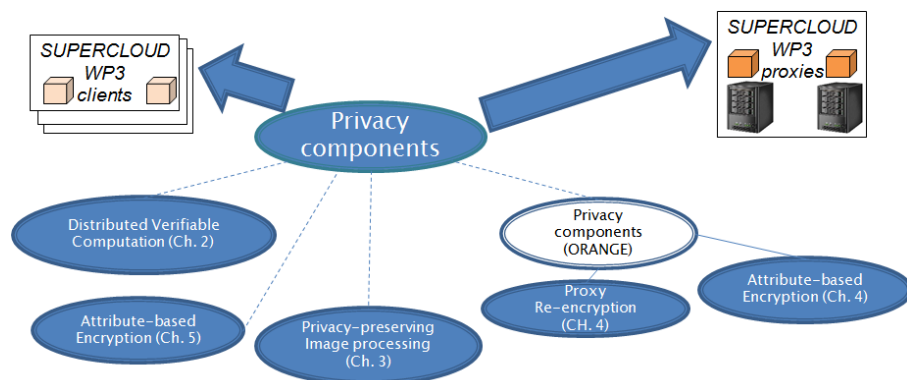 SUPERCLOUD
WP3
clients
SUPERCLOUD
WP3
proxies
Privacy
components
Distributed Verifiable
Computation (Ch. 2)
Privacy
components
(ORANGE)
Attribute-based
Encryption (Ch. 4)
Proxy
Re-encryption
(CH. 4)
Attribute-based
Encryption (Ch. 5)
Privacy-preserving
Image processing
(Ch. 3)